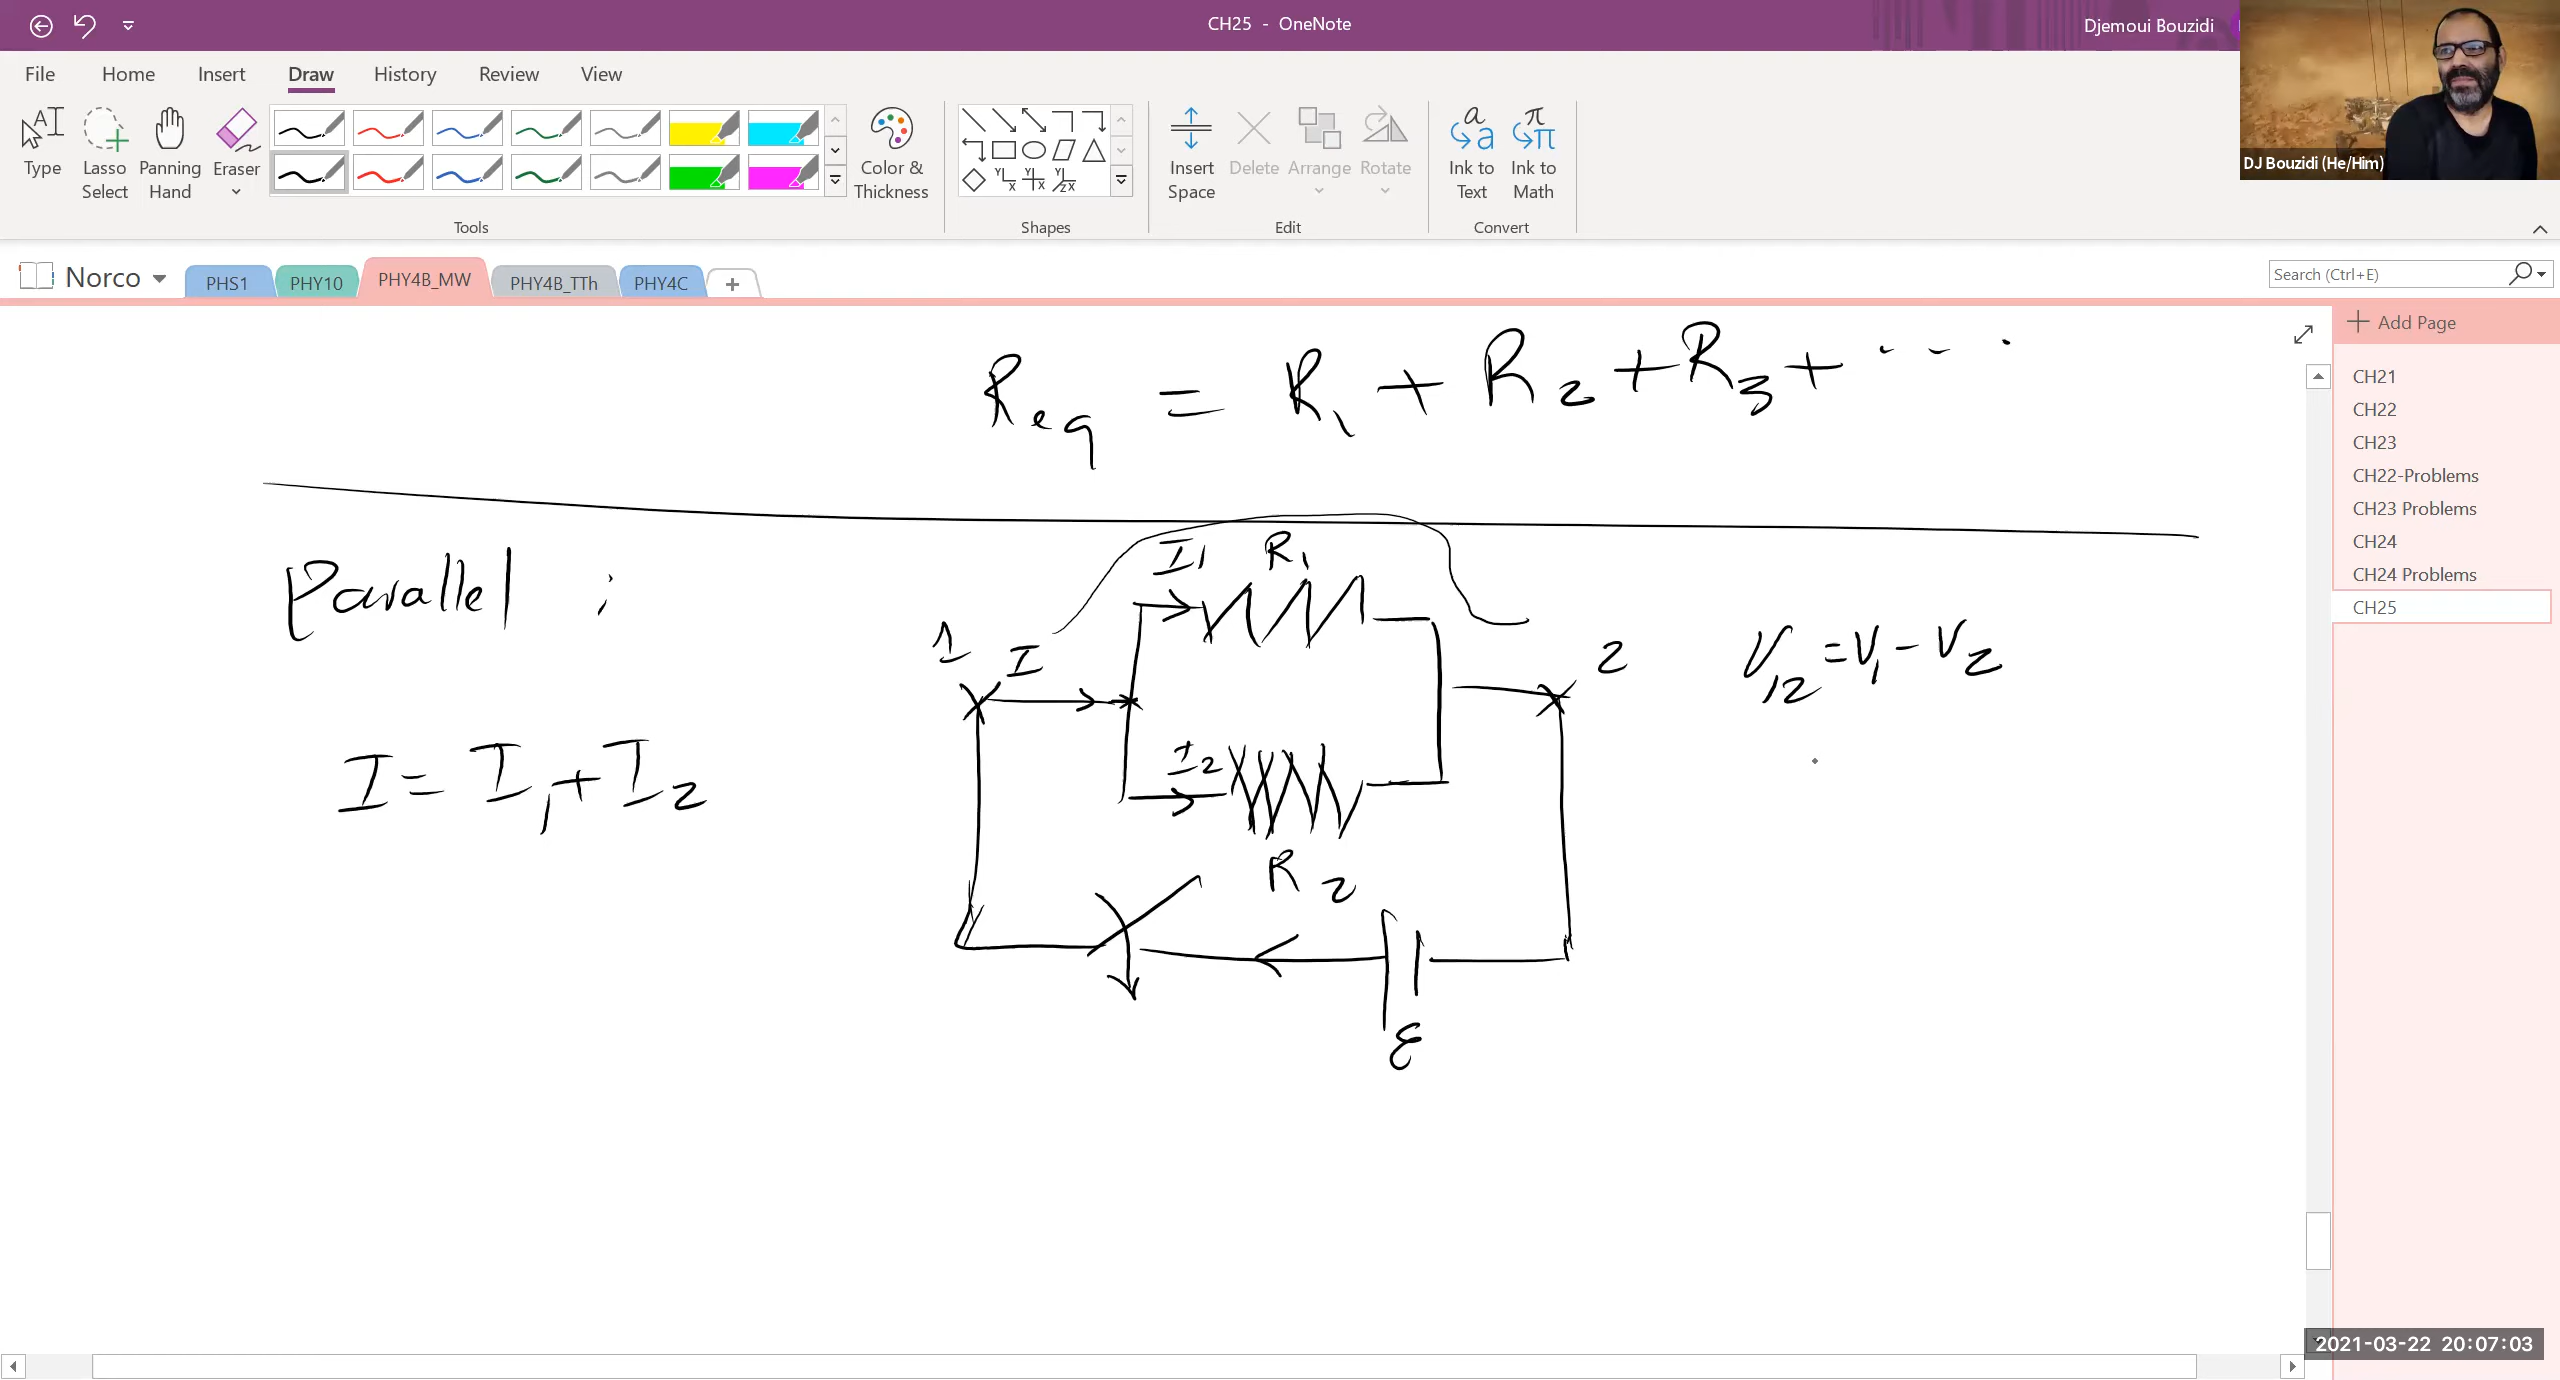 CH25 - OneNote
Djemoui Bouzidi
File Home Insert Draw History Review View
Type
Lasso Select
Panning Hand
Eraser
Color & Thickness
Insert Space
Delete
Arrange
Rotate
Ink to Text
Ink to Math
Tools
Shapes
Edit
Convert
DJ Bouzidi (He/Him)
Norco
PHS1 PHY10 PHY4B_MW PHY4B_TTh PHY4C
Search (Ctrl+E)
Add Page
CH21
CH22
CH23
CH22-Problems
CH23 Problems
CH24
CH24 Problems
CH25
Req = R1 + R2 + R3 + ....
Parallel :
I1 R1
1 I
2
V12 = V1 - V2
I = I1 + I2
I2
R2
ε
2021-03-22 20:07:03